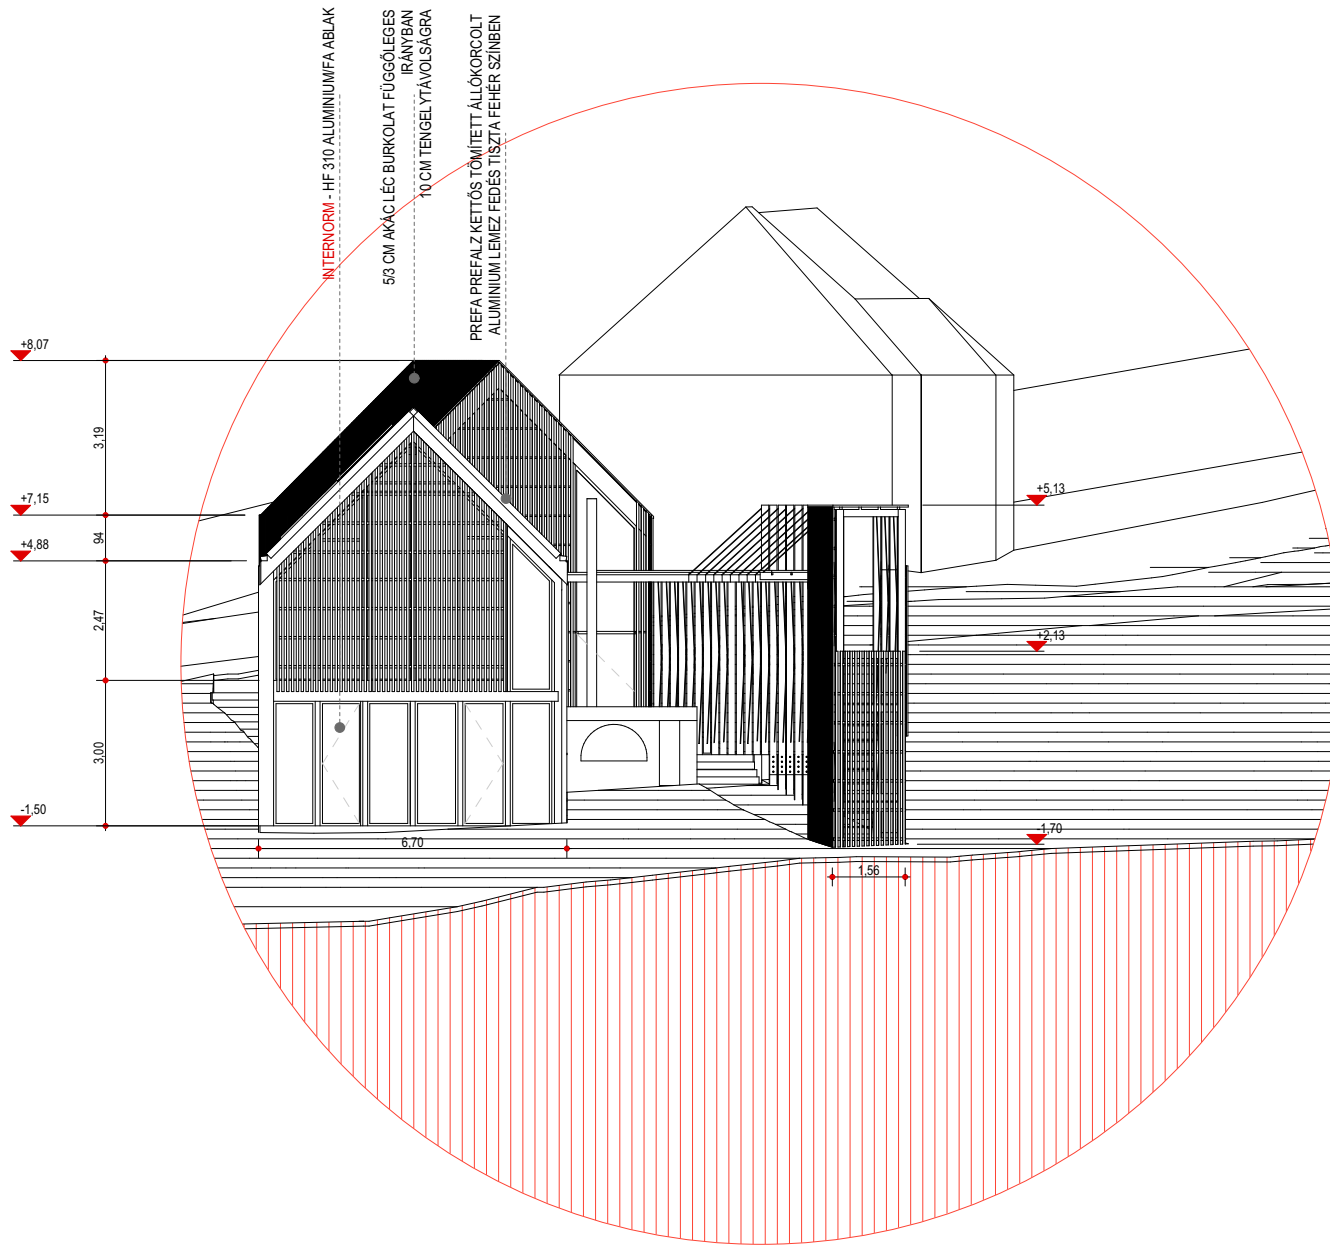 INTERNORM - HF 310 ALUMINIUM/FA ABLAK
5/3 CM AKÁC LÉC BURKOLAT FÜGGŐLEGES
IRÁNYBAN
10 CM TENGELYTÁVOLSÁGRA
PREFA PREFALZ KETTŐS TÖMÍTETT ÁLLÓKORCOLT
ALUMINIUM LEMEZ FEDÉS TISZTA FEHÉR SZÍNBEN
+8,07
3,19
+7,15
94
+4,88
2,47
3,00
-1,50
6,70
+5,13
+2,13
-1,70
1,56